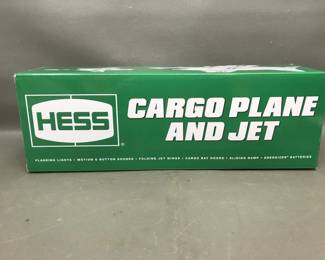 HESS®
CARGO PLANE
AND JET
FLASHING LIGHTS • MOTION & BUTTON SOUNDS • FOLDING JET WINGS • CARGO BAY DOORS • SLIDING RAMP • ENERGIZER® BATTERIES